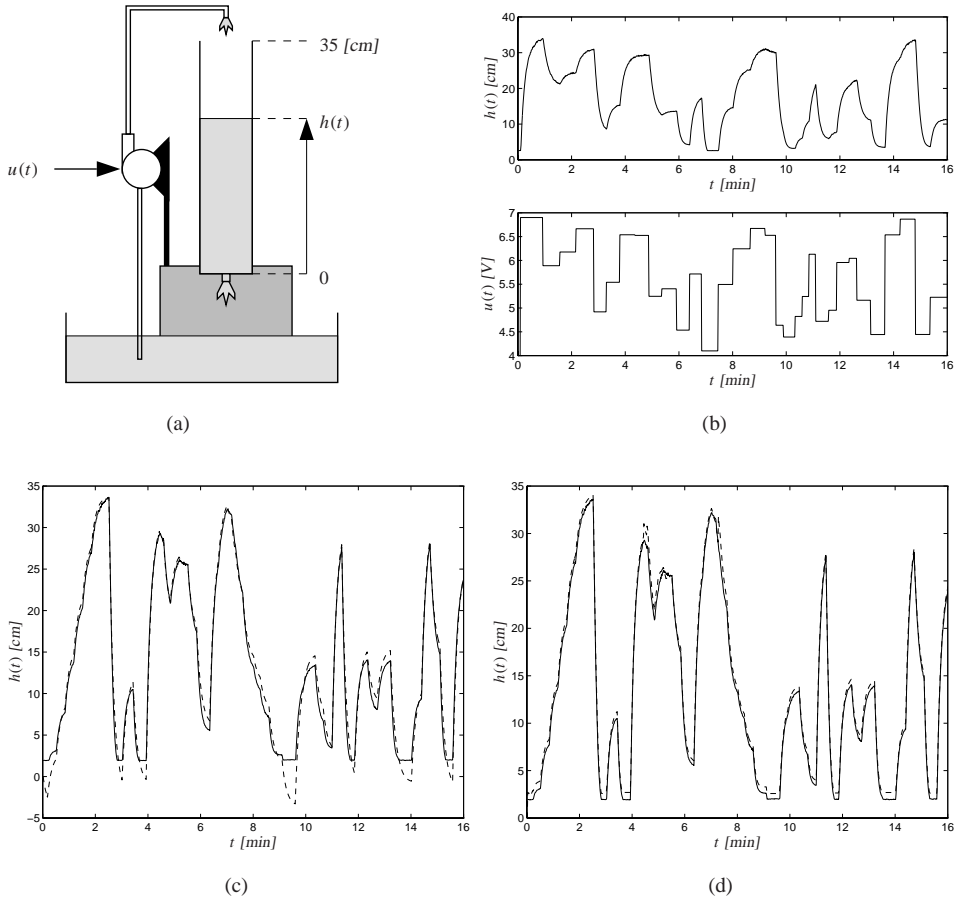 35 [cm]
h(t)
u(t)
0
(a)
40
30
20
10
0
h(t) [cm]
0 2 4 6 8 10 12 14 16
t [min]
7
6.5
6
5.5
5
4.5
4
u(t) [V]
0 2 4 6 8 10 12 14 16
t [min]
(b)
35
30
25
20
15
10
5
0
−5
h(t) [cm]
0 2 4 6 8 10 12 14 16
t [min]
(c)
35
30
25
20
15
10
5
0
h(t) [cm]
0 2 4 6 8 10 12 14 16
t [min]
(d)